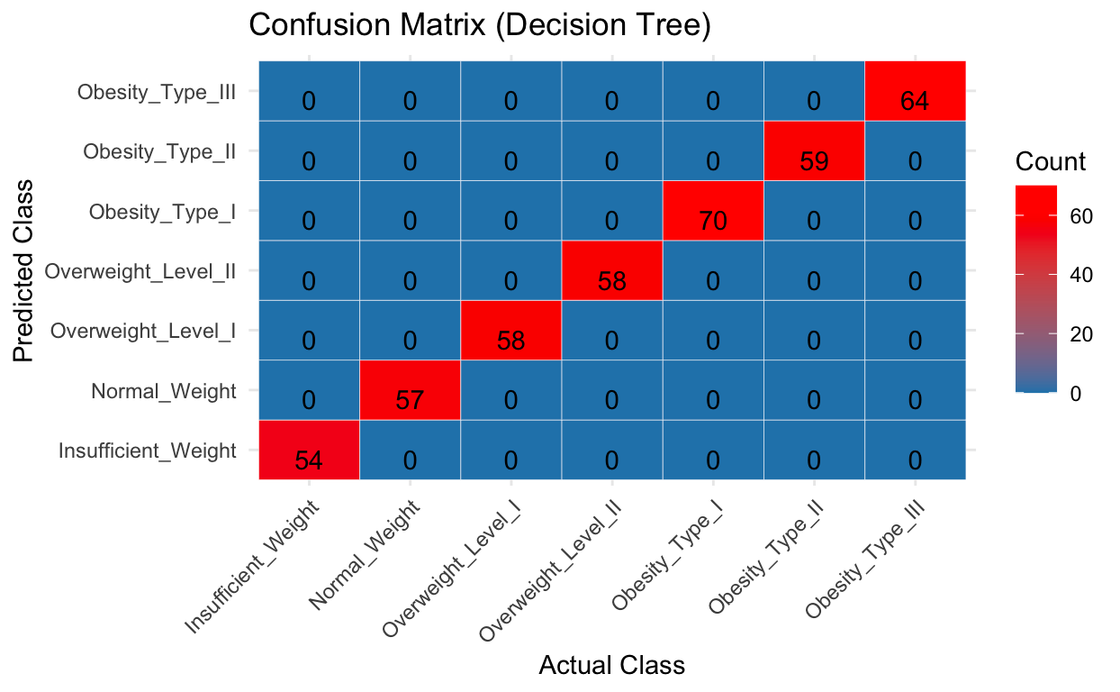 Confusion Matrix (Decision Tree)
Predicted Class
Obesity_Type_III 0 0 0 0 0 0 64
Obesity_Type_II 0 0 0 0 0 59 0
Obesity_Type_I 0 0 0 0 70 0 0
Overweight_Level_II 0 0 0 58 0 0 0
Overweight_Level_I 0 0 58 0 0 0 0
Normal_Weight 0 57 0 0 0 0 0
Insufficient_Weight 54 0 0 0 0 0 0
Insufficient_Weight
Normal_Weight
Overweight_Level_I
Overweight_Level_II
Obesity_Type_I
Obesity_Type_II
Obesity_Type_III
Actual Class
Count
60
40
20
0